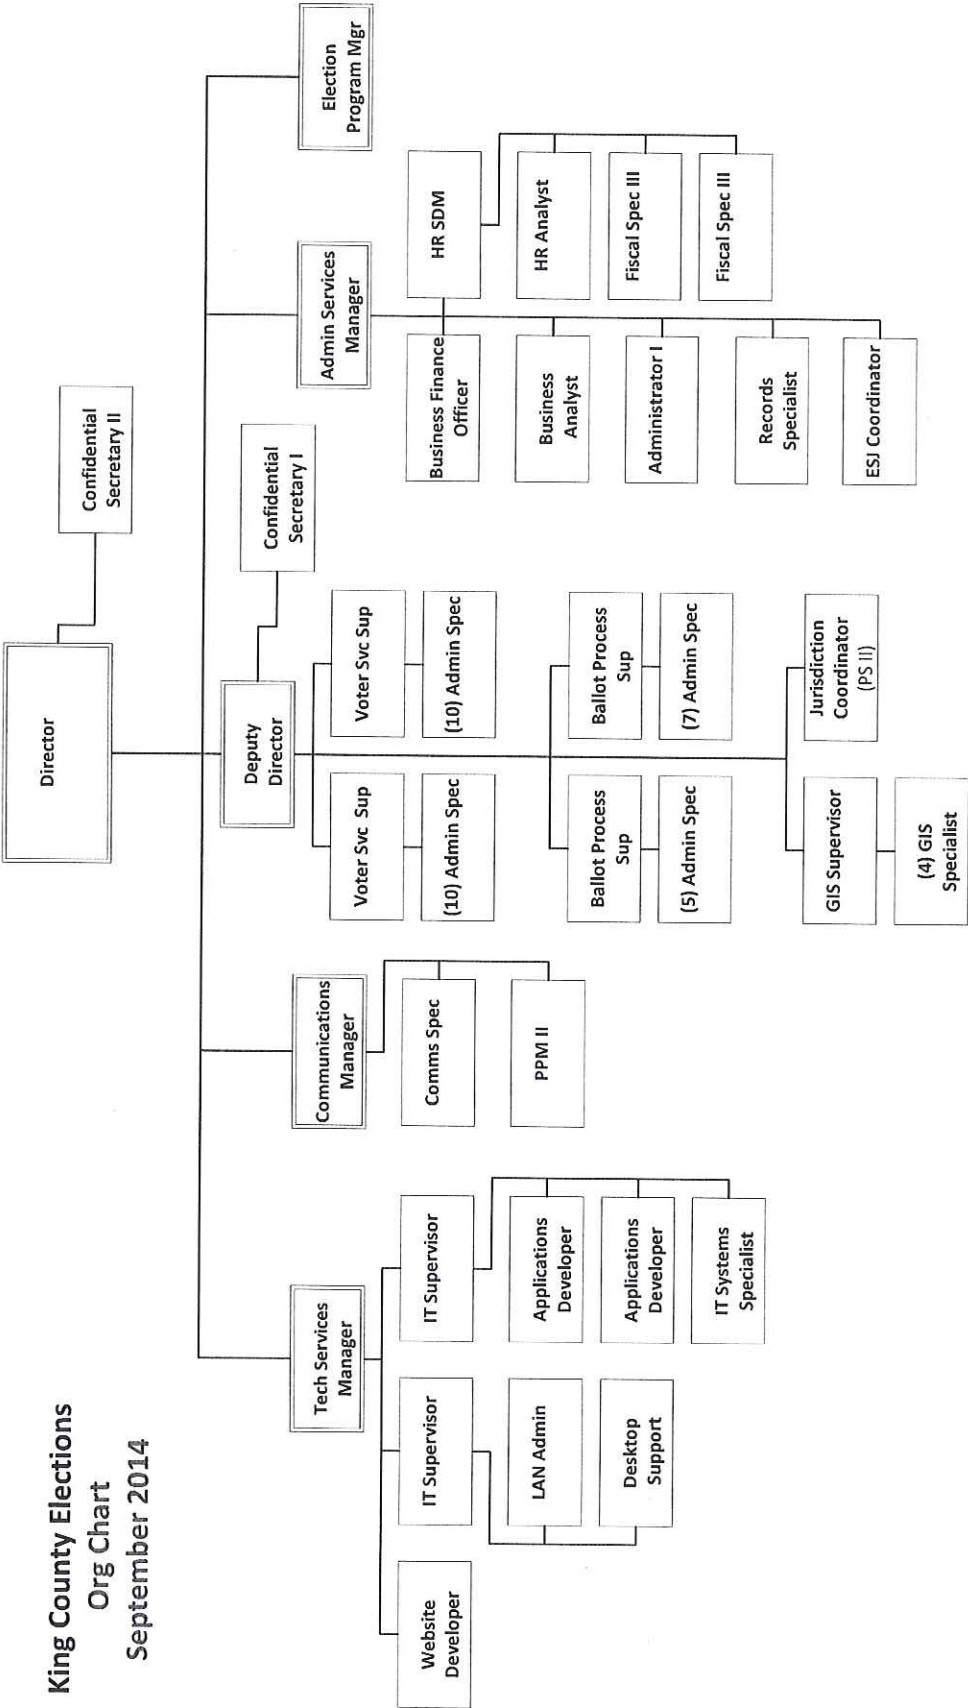 King County Elections
Org Chart
September 2014
Director
Confidential
Secretary II
Deputy
Director
Confidential
Secretary I
Tech Services
Manager
Website
Developer
IT Supervisor
LAN Admin
Desktop
Support
IT Supervisor
Applications
Developer
Applications
Developer
IT Systems
Specialist
Communications
Manager
Comms Spec
PPM II
Voter Svc Sup
(10) Admin Spec
Voter Svc Sup
(10) Admin Spec
Ballot Process
Sup
(5) Admin Spec
Ballot Process
Sup
(7) Admin Spec
GIS Supervisor
(4) GIS
Specialist
Jurisdiction
Coordinator
(PS II)
Admin Services
Manager
Business Finance
Officer
Business
Analyst
Administrator I
Records
Specialist
ESJ Coordinator
HR SDM
HR Analyst
Fiscal Spec III
Fiscal Spec III
Election
Program Mgr